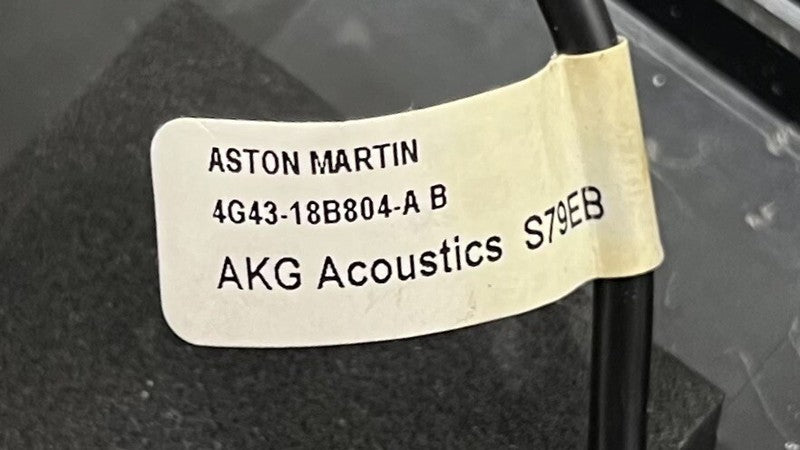 ASTON MARTIN
4G43-18B804-A B
AKG Acoustics S79EB